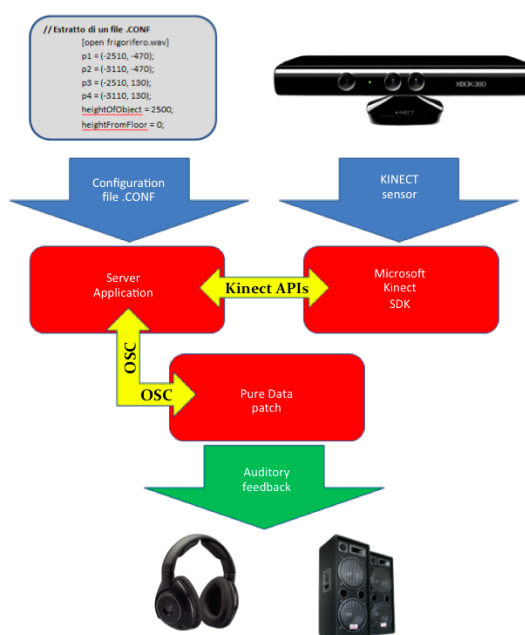 // Estratto di un file .CONF
[open frigorifero.wav]
p1 = (-2510, -470);
p2 = (-3110, -470);
p3 = (-2510, 130);
p4 = (-3110, 130);
heightOfObject = 2500;
heightFromFloor = 0;
XBOX360
KINECT
Configuration
file .CONF
KINECT
sensor
Server
Application
Kinect APIs
Microsoft
Kinect
SDK
OSC
OSC
Pure Data
patch
Auditory
feedback